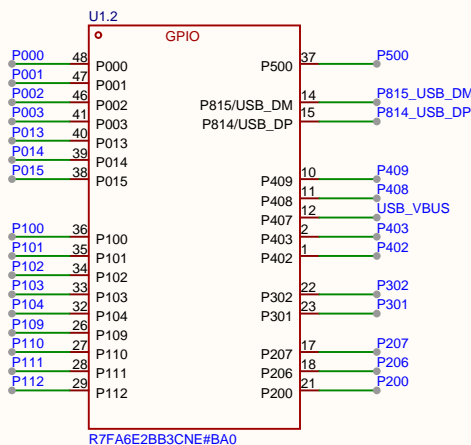 U1.2
GPIO
P000 48 P000 P500 37 P500
P001 47 P001
P002 46 P002 P815/USB_DM 14 P815_USB_DM
P003 41 P003 P814/USB_DP 15 P814_USB_DP
P013 40 P013
P014 39 P014
P015 38 P015 P409 10 P409
P408 11 P408
P407 12 USB_VBUS
P100 36 P100 P403 2 P403
P101 35 P101 P402 1 P402
P102 34 P102
P103 33 P103 P302 22 P302
P104 32 P104 P301 23 P301
P109 26 P109
P110 27 P110 P207 17 P207
P111 28 P111 P206 18 P206
P112 29 P112 P200 21 P200
R7FA6E2BB3CNE#BA0